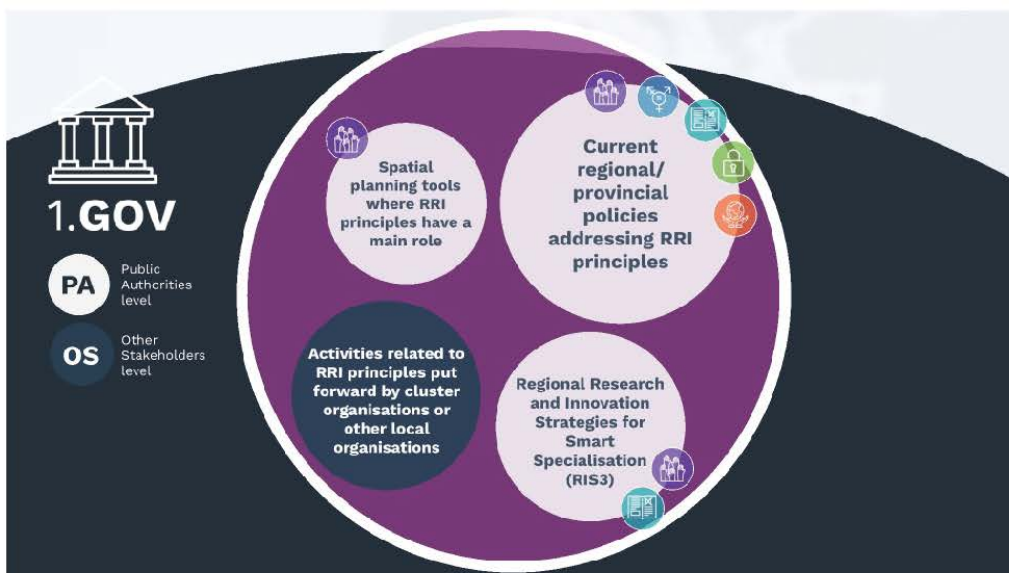 1.GOV
PA
Public
Authorities
level
OS
Other
Stakeholders
level
Spatial
planning tools
where RRI
principles have a
main role
Current
regional/
provincial
policies
addressing RRI
principles
Activities related to
RRI principles put
forward by cluster
organisations or
other local
organisations
Regional Research
and Innovation
Strategies for
Smart
Specialisation
(RIS3)